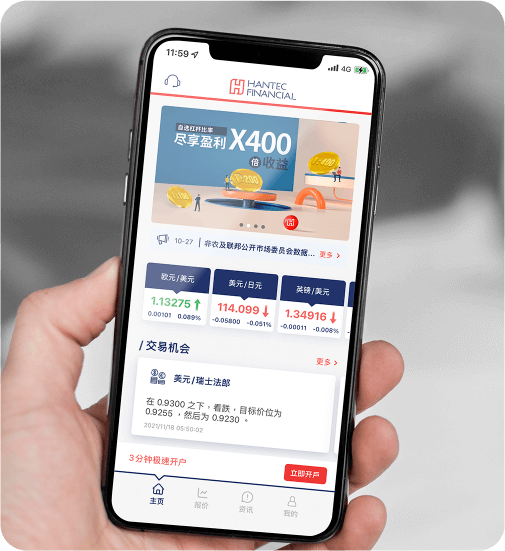 11:59
4G
HANTEC
FINANCIAL
自选杠杆比率
尽享盈利 X400
倍 收益
10-27 | 非农及联邦公开市场委员会数据... 更多 >
欧元/美元
1.13275
0.00101 0.089%
美元/日元
114.099
-0.05800 -0.051%
英镑/美元
1.34916
-0.00011 -0.008%
/ 交易机会
更多 >
美元/瑞士法郎
在 0.9300 之下，看跌，目标价位为
0.9255 ，然后为 0.9230 。
2021/11/18 05:50:02
3分钟极速开户
立即开戶
主页
报价
资讯
我的